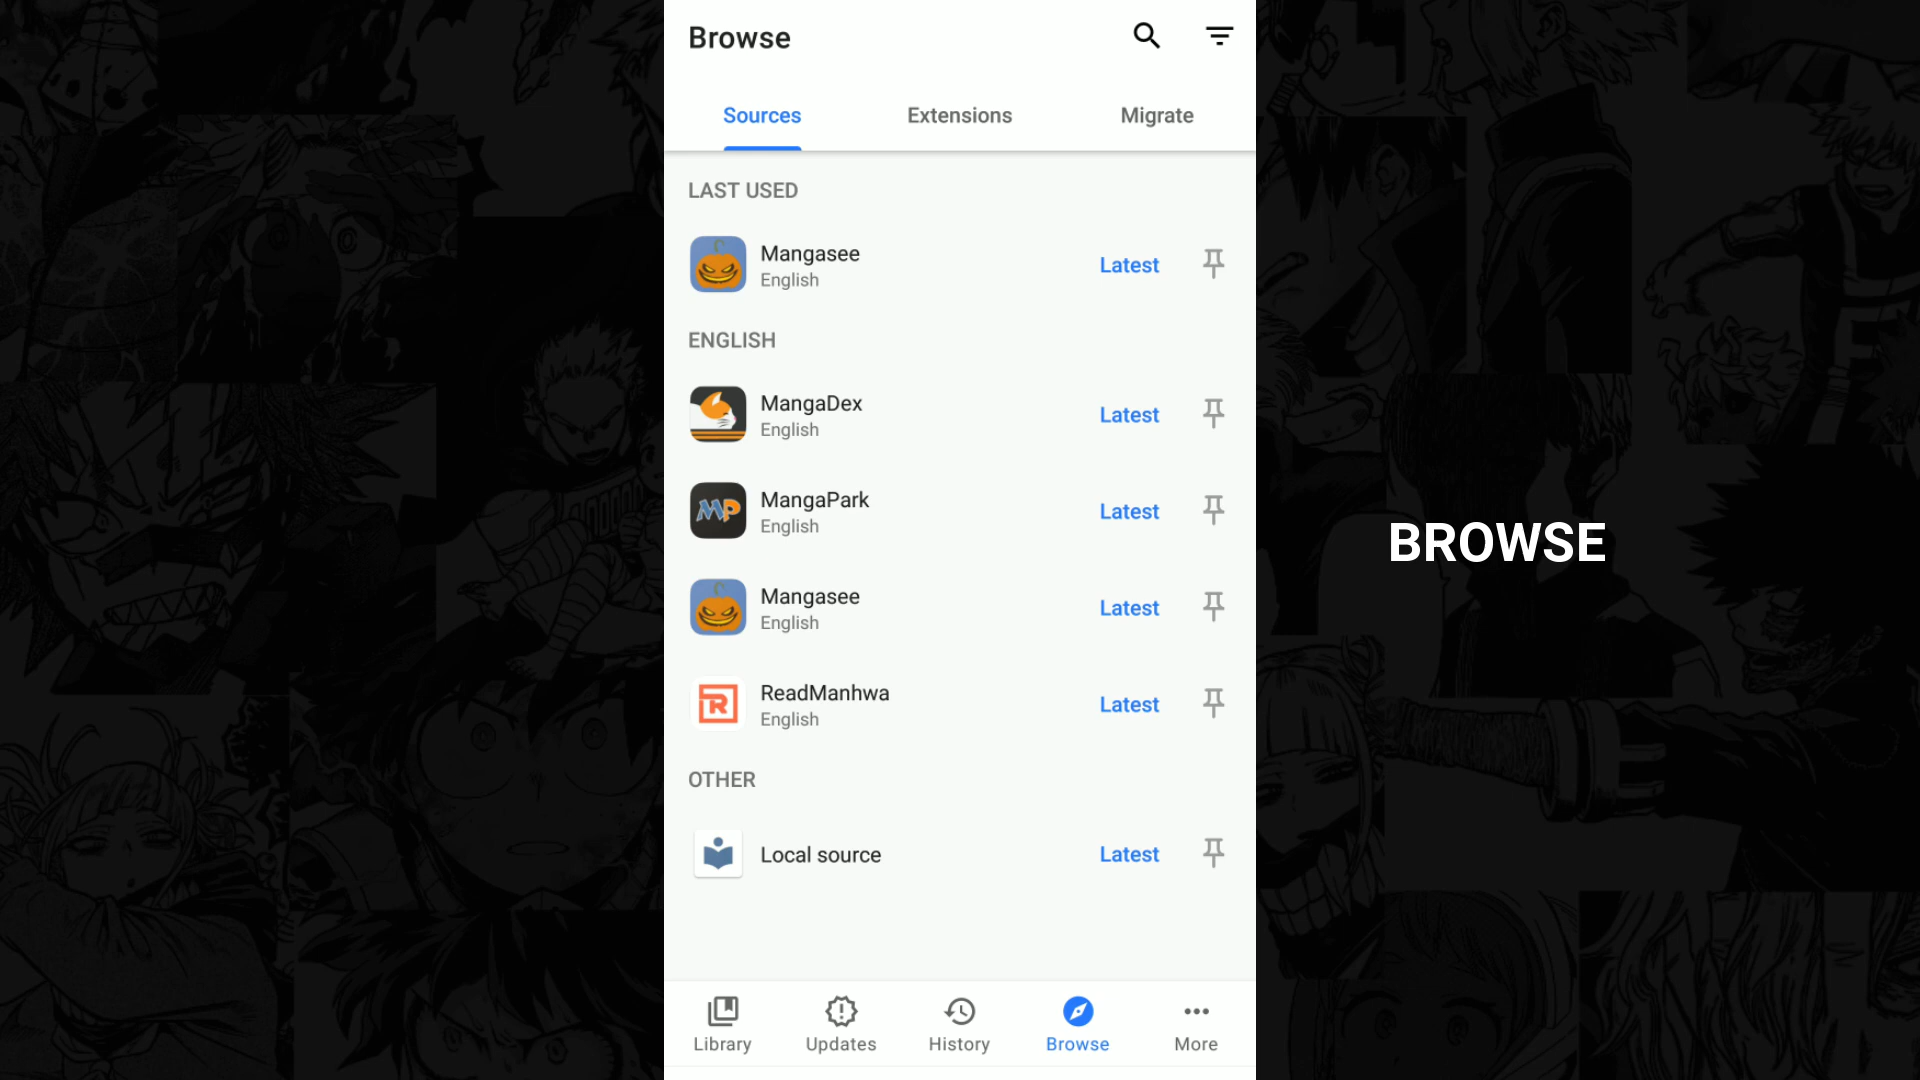 Browse
Sources Extensions Migrate
LAST USED
Mangasee
English
Latest
ENGLISH
MangaDex
English
Latest
MP
MangaPark
English
Latest
Mangasee
English
Latest
R
ReadManhwa
English
Latest
OTHER
Local source
Latest
Library Updates History Browse More
BROWSE